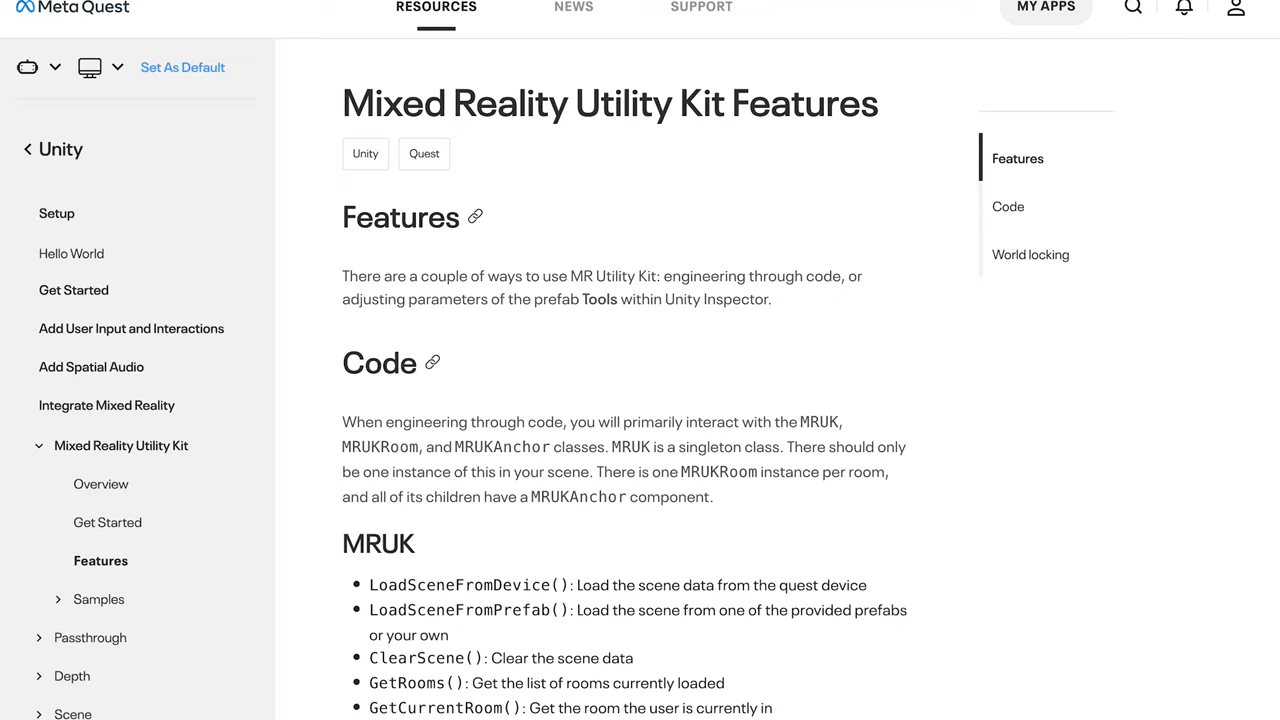 Meta Quest
RESOURCES
NEWS
SUPPORT
MY APPS
Set As Default
Unity
Setup
Hello World
Get Started
Add User Input and Interactions
Add Spatial Audio
Integrate Mixed Reality
Mixed Reality Utility Kit
Overview
Get Started
Features
Samples
Passthrough
Depth
Scene
Mixed Reality Utility Kit Features
Unity
Quest
Features
There are a couple of ways to use MR Utility Kit: engineering through code, or
adjusting parameters of the prefab Tools within Unity Inspector.
Code
When engineering through code, you will primarily interact with the MRUK,
MRUKRoom, and MRUKAnchor classes. MRUK is a singleton class. There should only
be one instance of this in your scene. There is one MRUKRoom instance per room,
and all of its children have a MRUKAnchor component.
MRUK
• LoadSceneFromDevice(): Load the scene data from the quest device
• LoadSceneFromPrefab(): Load the scene from one of the provided prefabs
or your own
• ClearScene(): Clear the scene data
• GetRooms(): Get the list of rooms currently loaded
• GetCurrentRoom(): Get the room the user is currently in
Features
Code
World locking